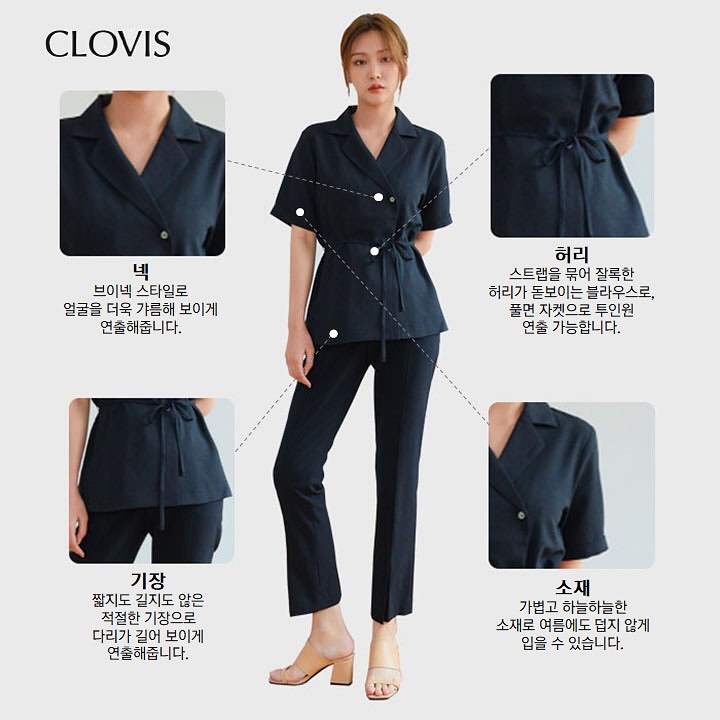 CLOVIS
넥
브이넥 스타일로
얼굴을 더욱 갸름해 보이게
연출해줍니다.
허리
스트랩을 묶어 잘록한
허리가 돋보이는 블라우스로,
풀면 자켓으로 투인원
연출 가능합니다.
기장
짧지도 길지도 않은
적절한 기장으로
다리가 길어 보이게
연출해줍니다.
소재
가볍고 하늘하늘한
소재로 여름에도 덥지 않게
입을 수 있습니다.